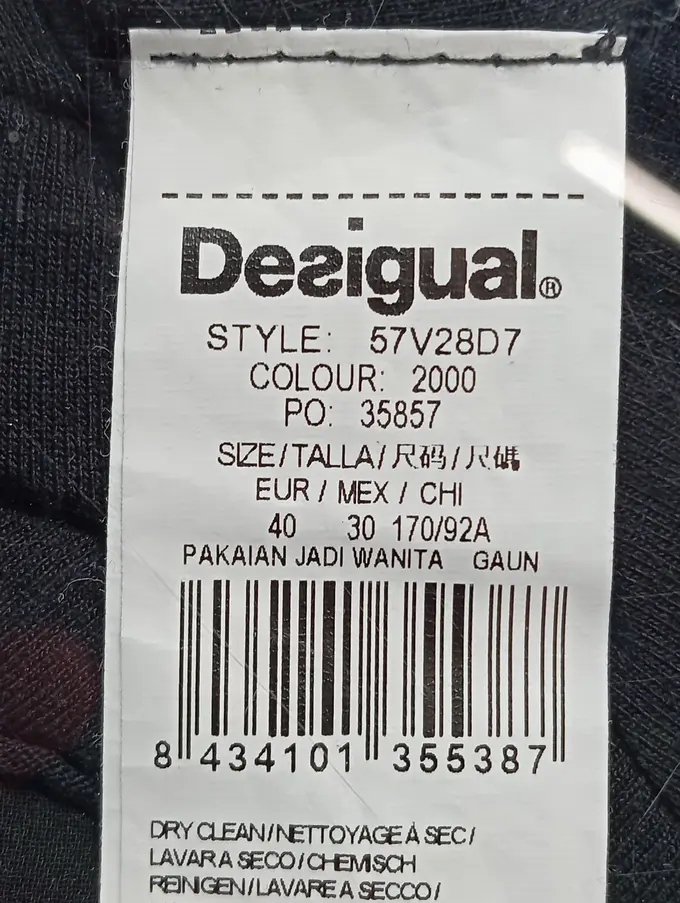 Desigual®
STYLE: 57V28D7
COLOUR: 2000
PO: 35857
SIZE/TALLA/尺码/尺碼
EUR / MEX / CHI
40 30 170/92A
PAKAIAN JADI WANITA GAUN
8 434101 355387
DRY CLEAN/NETTOYAGE À SEC/
LAVAR A SECO/CHEMISCH
REINIGEN/LAVARE A SECCO/